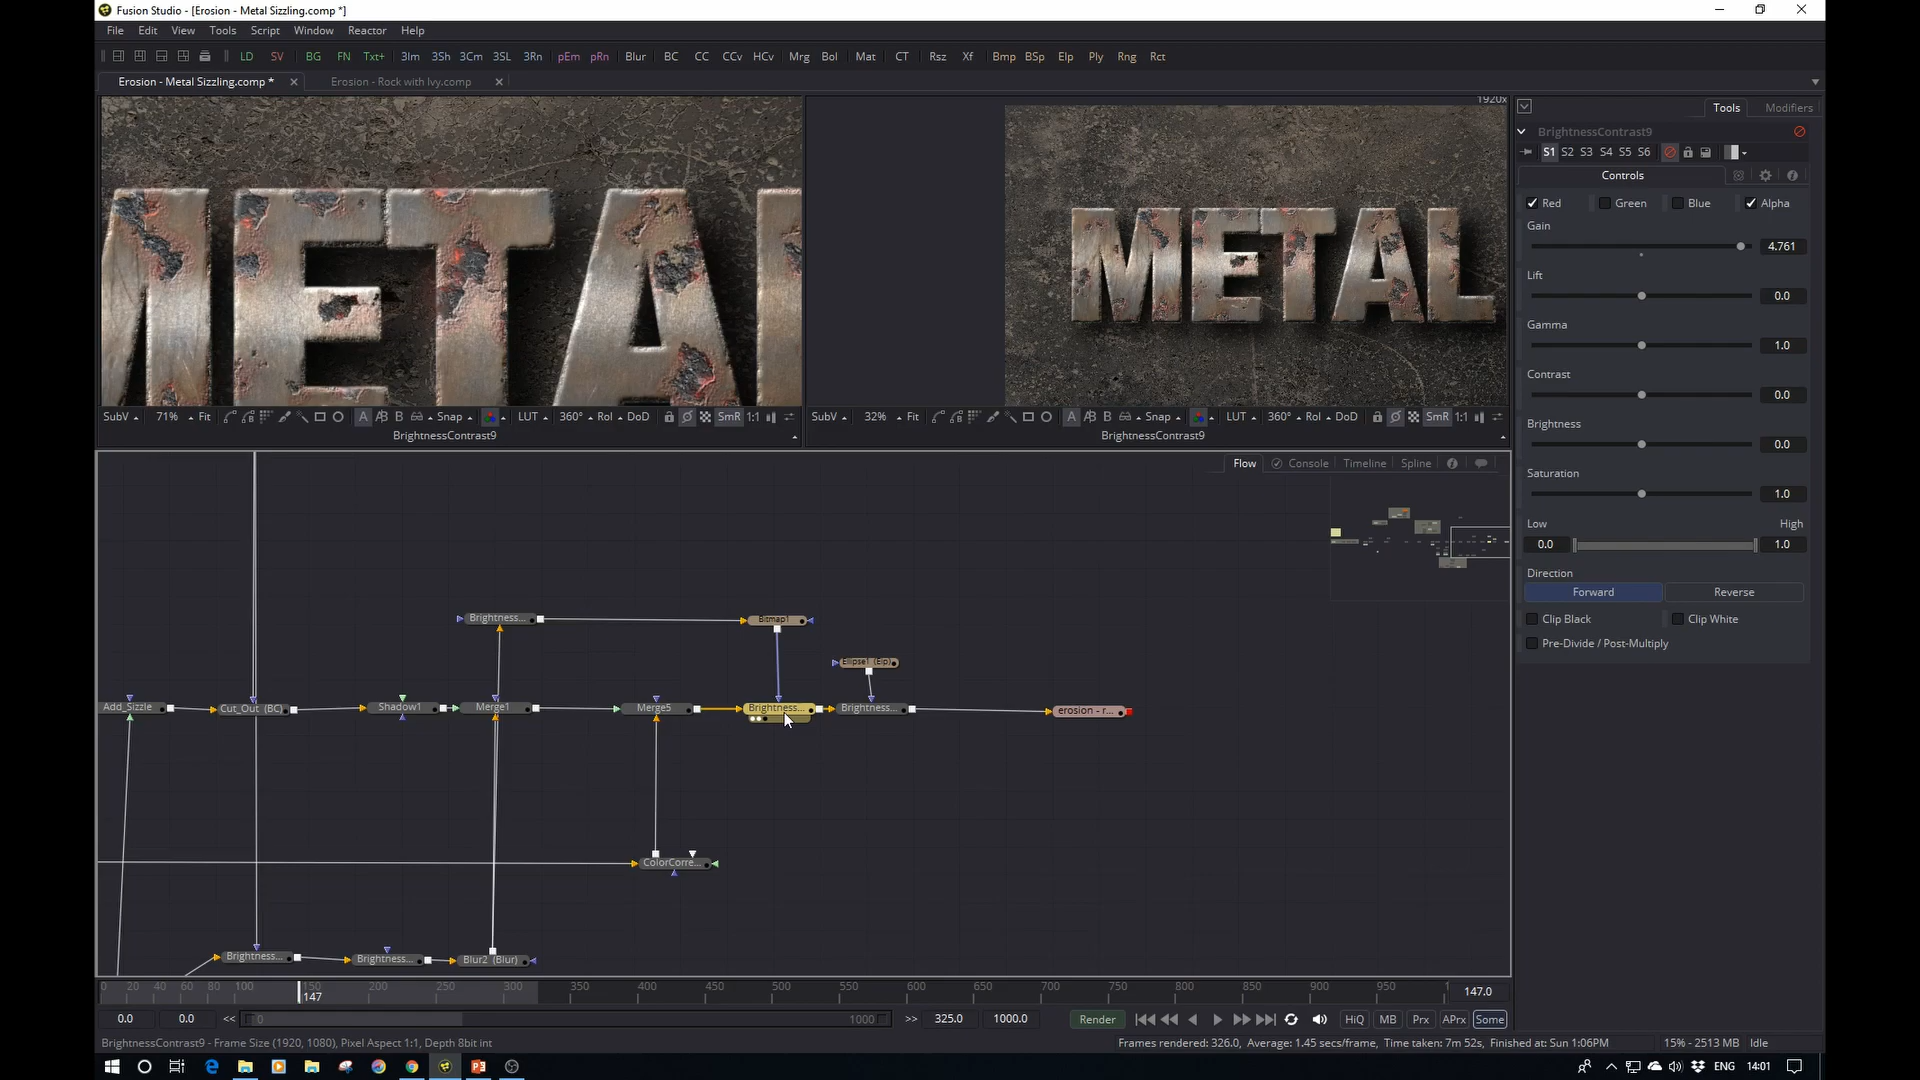 Fusion Studio - [Erosion - Metal Sizzling.comp *]
File Edit View Tools Script Window Reactor Help
LD SV BG FN Txt+ 3Im 3Sh 3Cm 3SL 3Rn pEm pRn Blur BC CC CCv HCv Mrg Bol Mat CT Rsz Xf Bmp BSp Elp Ply Rng Rct
Erosion - Metal Sizzling.comp * Erosion - Rock with Ivy.comp
1920x
METAL
METAL
SubV 71% Fit A B Snap LUT 360° RoI DoD SmR 1:1
BrightnessContrast9
SubV 32% Fit A B Snap LUT 360° RoI DoD SmR 1:1
BrightnessContrast9
Flow Console Timeline Spline
Brightness...
Bitmap1
Ellipse1 (Elp)
Add_Sizzle
Cut_Out (BC)
Shadow1
Merge1
Merge5
Brightness...
Brightness...
erosion - r...
ColorCorre...
Brightness...
Brightness...
Blur2 (Blur)
0 20 40 60 80 100 150 200 250 300 350 400 450 500 550 600 650 700 750 800 850 900 950 1
147
147.0
0.0 0.0 << 0 1000 >> 325.0 1000.0 Render HiQ MB Prx APrx Some
BrightnessContrast9 - Frame Size (1920, 1080), Pixel Aspect 1:1, Depth 8bit int
Frames rendered: 326.0, Average: 1.45 secs/frame, Time taken: 7m 52s, Finished at: Sun 1:06PM
15% - 2513 MB Idle
Tools Modifiers
BrightnessContrast9
S1 S2 S3 S4 S5 S6
Controls
Red Green Blue Alpha
Gain
4.761
Lift
0.0
Gamma
1.0
Contrast
0.0
Brightness
0.0
Saturation
1.0
Low High
0.0 1.0
Direction
Forward Reverse
Clip Black Clip White
Pre-Divide / Post-Multiply
ENG 14:01